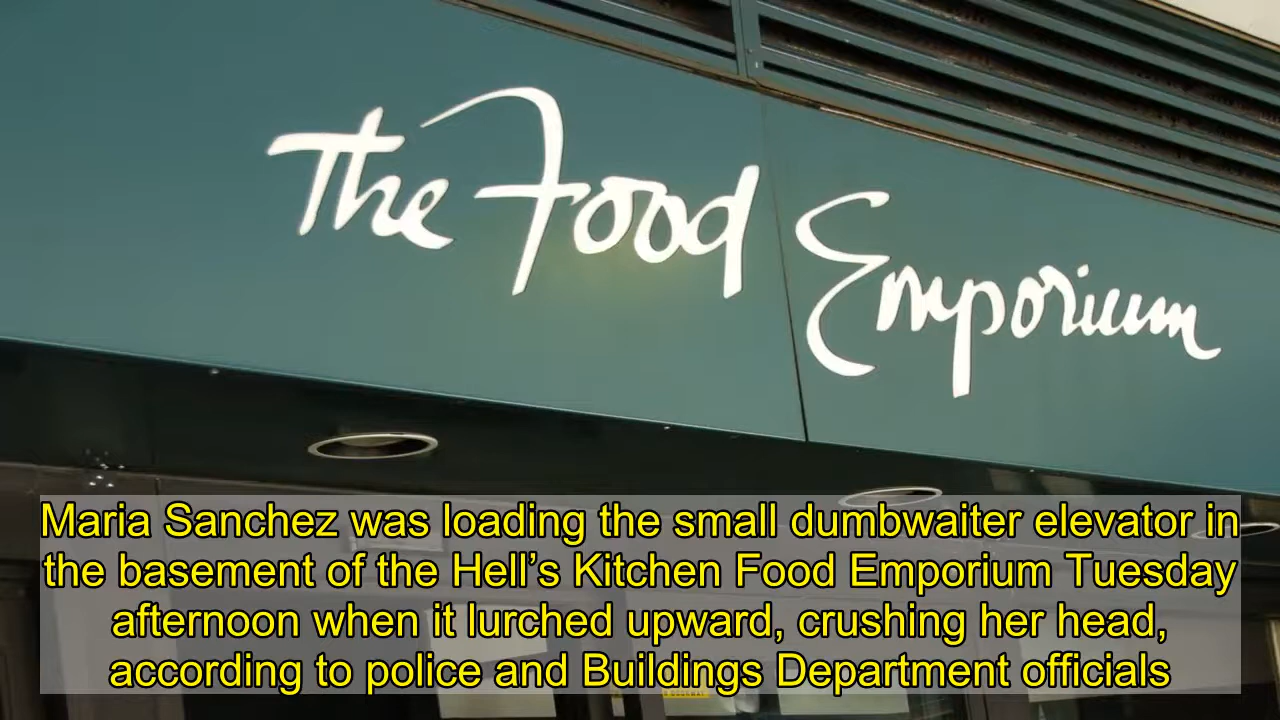 The Food Emporium
Maria Sanchez was loading the small dumbwaiter elevator in
the basement of the Hell’s Kitchen Food Emporium Tuesday
afternoon when it lurched upward, crushing her head,
according to police and Buildings Department officials